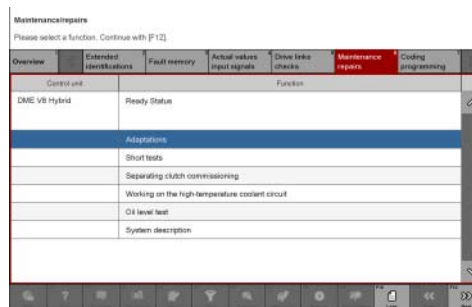 Maintenance/repairs
Please select a function. Continue with [F12].
Overview
Extended identifications
Fault memory
Actual values input signals
Drive links checks
Maintenance repairs
Coding programming
Control unit
Function
DME V8 Hybrid
Ready Status
Adaptations
Short tests
Separating clutch commissioning
Working on the high-temperature coolant circuit
Oil level test
System description